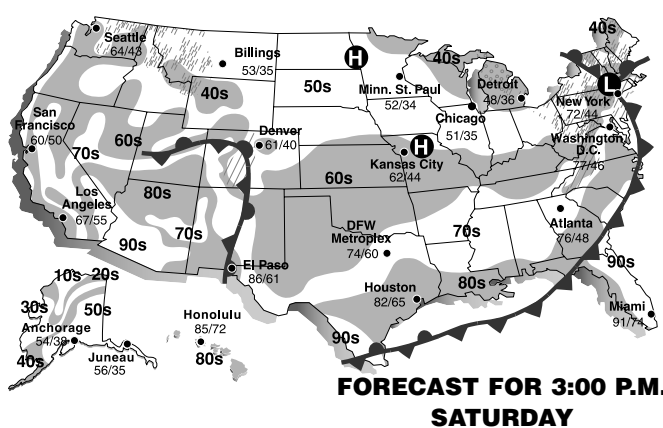 40s
Seattle
64/43
Billings
53/35
H
40s
Minn. St. Paul
52/34
Detroit
48/36
L
New York
72/44
50s
40s
Chicago
51/35
San
Francisco
60/50
60s
70s
Denver
61/40
H
Kansas City
62/44
Washington,
D.C.
77/46
60s
Los
Angeles
67/55
80s
90s
70s
DFW
Metroplex
74/60
70s
Atlanta
76/48
El Paso
86/61
Houston
82/65
80s
90s
10s 20s
30s
50s
Anchorage
54/38
40s
Juneau
56/35
Honolulu
85/72
80s
90s
Miami
91/74
FORECAST FOR 3:00 P.M.
SATURDAY